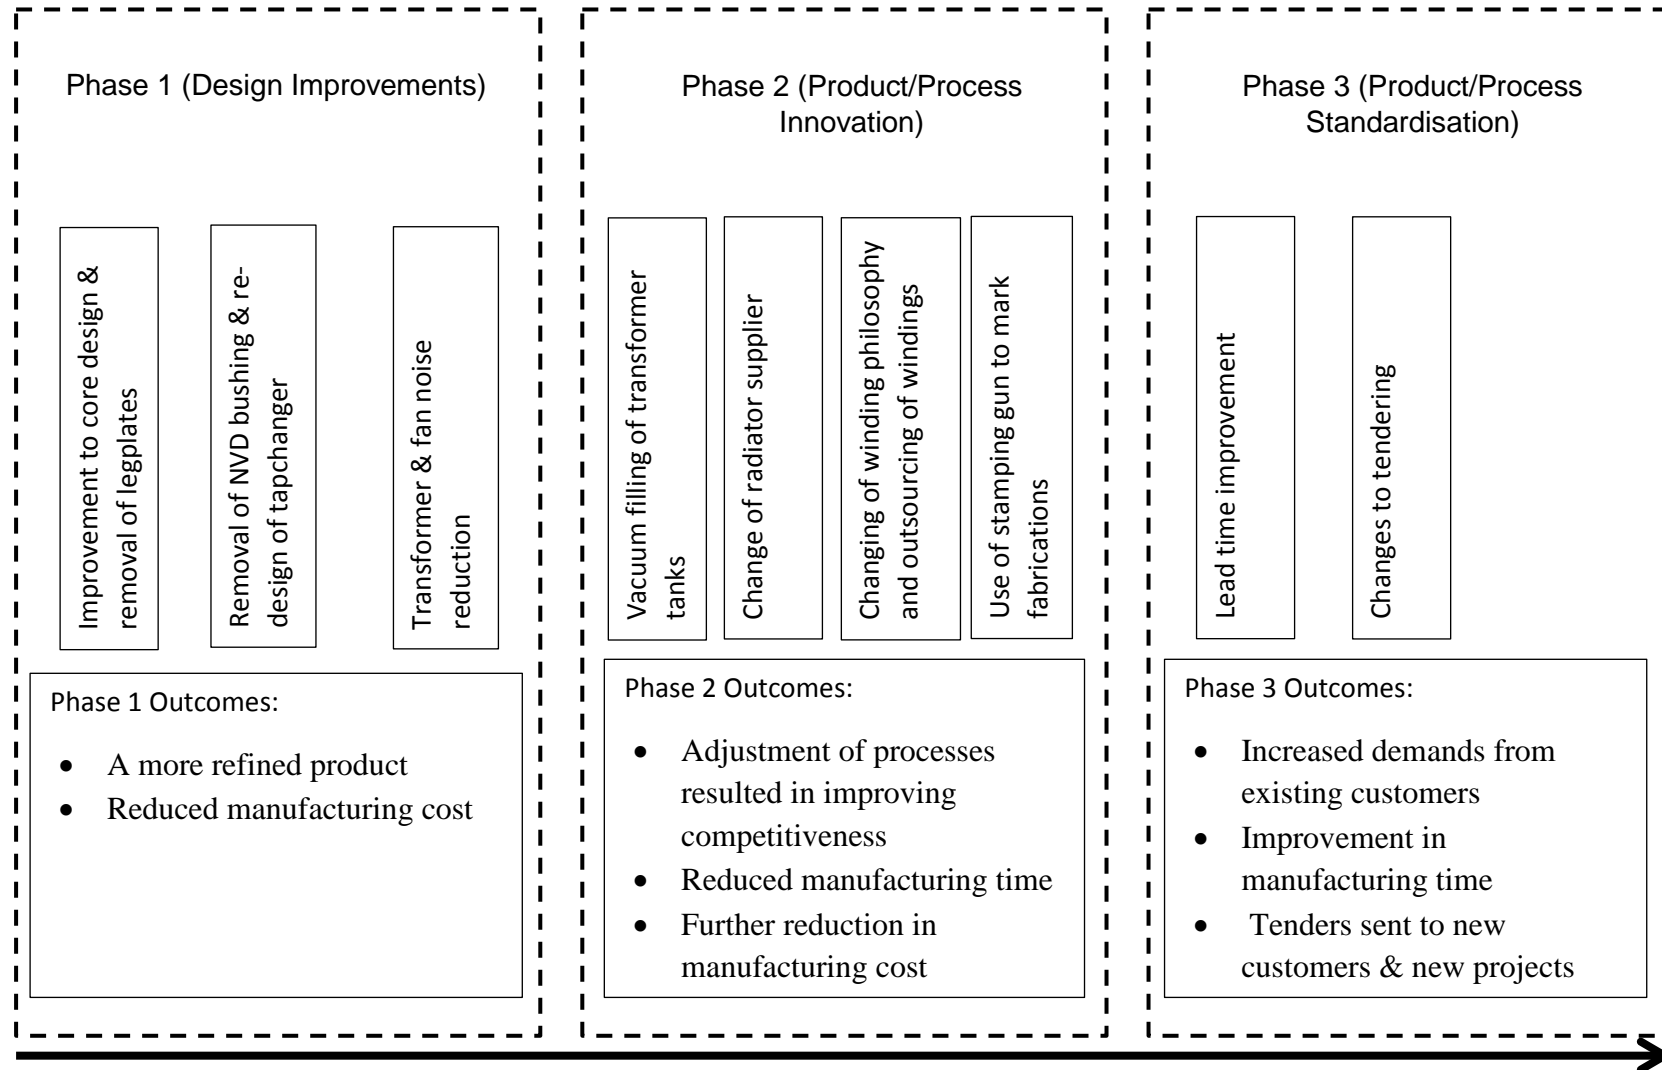 Phase 1 (Design Improvements)
Improvement to core design &
removal of legplates
Removal of NVD bushing & re-
design of tapchanger
Transformer & fan noise
reduction
Phase 1 Outcomes:
• A more refined product
• Reduced manufacturing cost
Phase 2 (Product/Process
Innovation)
Vacuum filling of transformer
tanks
Change of radiator supplier
Changing of winding philosophy
and outsourcing of windings
Use of stamping gun to mark
fabrications
Phase 2 Outcomes:
• Adjustment of processes
resulted in improving
competitiveness
• Reduced manufacturing time
• Further reduction in
manufacturing cost
Phase 3 (Product/Process
Standardisation)
Lead time improvement
Changes to tendering
Phase 3 Outcomes:
• Increased demands from
existing customers
• Improvement in
manufacturing time
• Tenders sent to new
customers & new projects